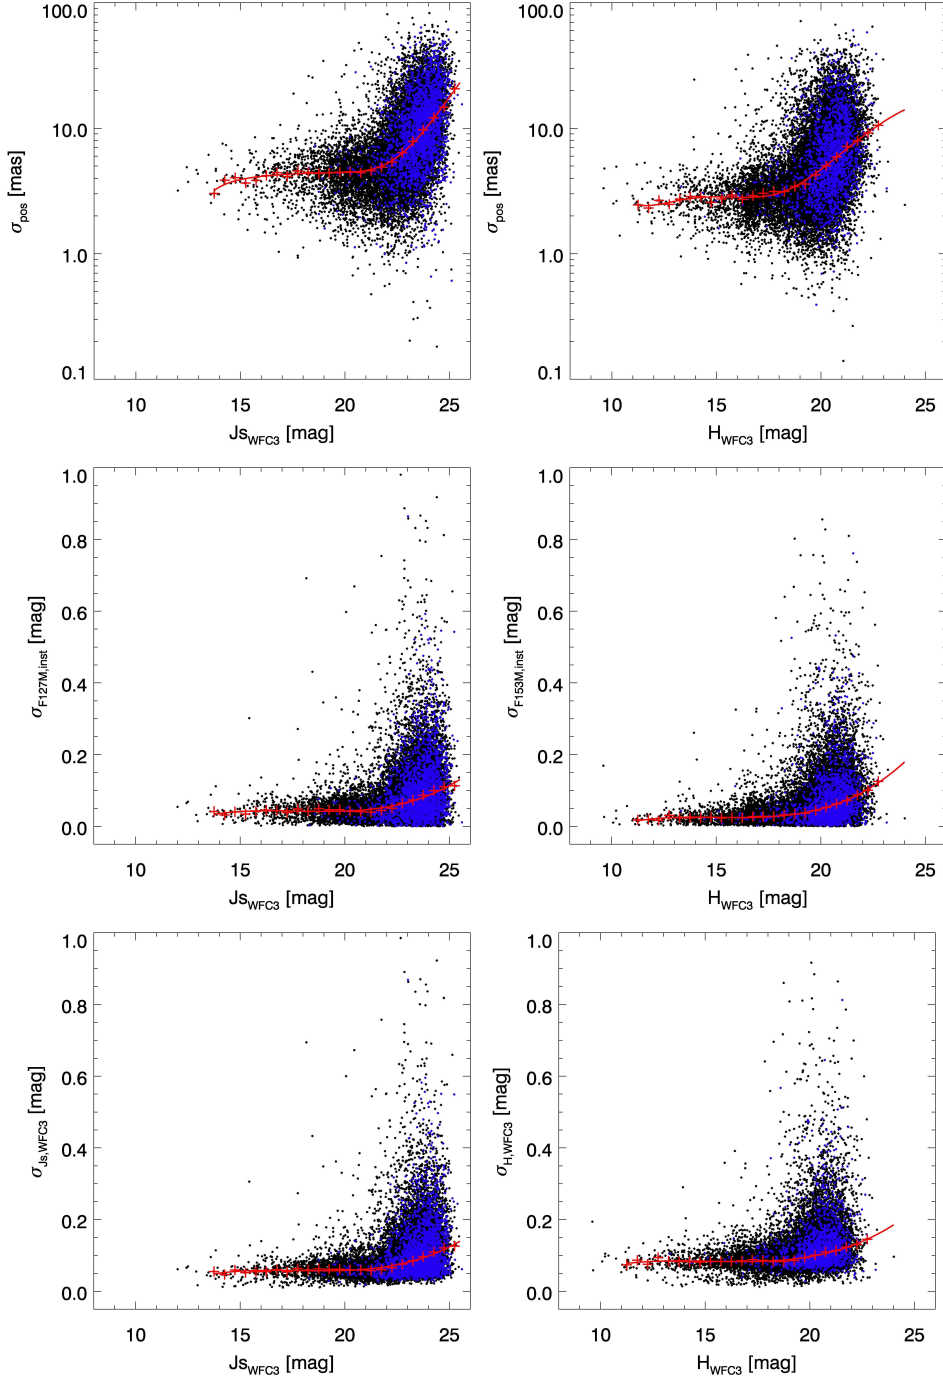 100.0
10.0
1.0
0.1
σpos [mas]
10 15 20 25
JsWFC3 [mag]
100.0
10.0
1.0
0.1
σpos [mas]
10 15 20 25
HWFC3 [mag]
1.0
0.8
0.6
0.4
0.2
0.0
σF127M,inst [mag]
10 15 20 25
JsWFC3 [mag]
1.0
0.8
0.6
0.4
0.2
0.0
σF153M,inst [mag]
10 15 20 25
HWFC3 [mag]
1.0
0.8
0.6
0.4
0.2
0.0
σJs,WFC3 [mag]
10 15 20 25
JsWFC3 [mag]
1.0
0.8
0.6
0.4
0.2
0.0
σH,WFC3 [mag]
10 15 20 25
HWFC3 [mag]